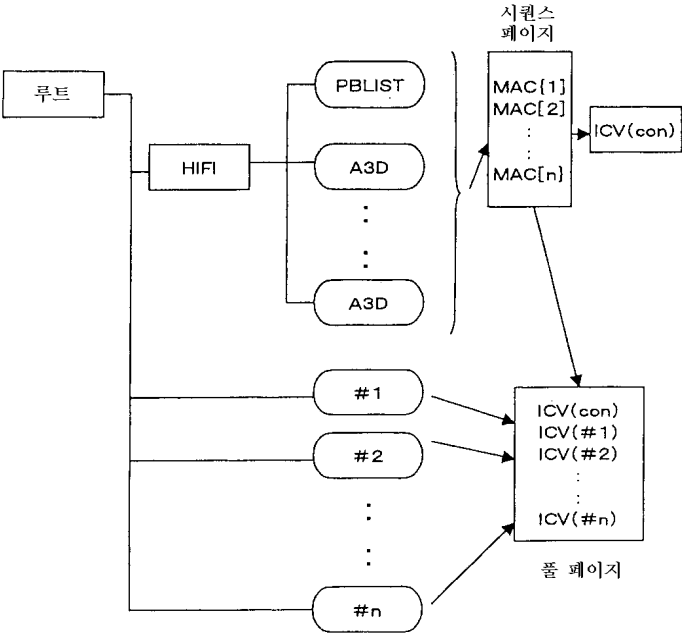 시퀀스
페이지
루트
PBLIST
MAC{1}
MAC[2]
:
:
MAC[n}
ICV(con)
HIFI
A3D
:
:
A3D
#1
#2
:
:
#n
ICV(con)
ICV(#1)
ICV(#2)
:
:
ICV(#n)
풀 페이지